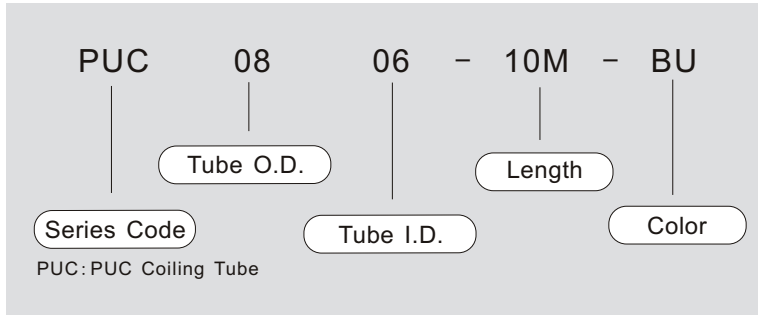 PUC 08 06 - 10M - BU
Tube O.D.
Length
Series Code
Tube I.D.
Color
PUC: PUC Coiling Tube